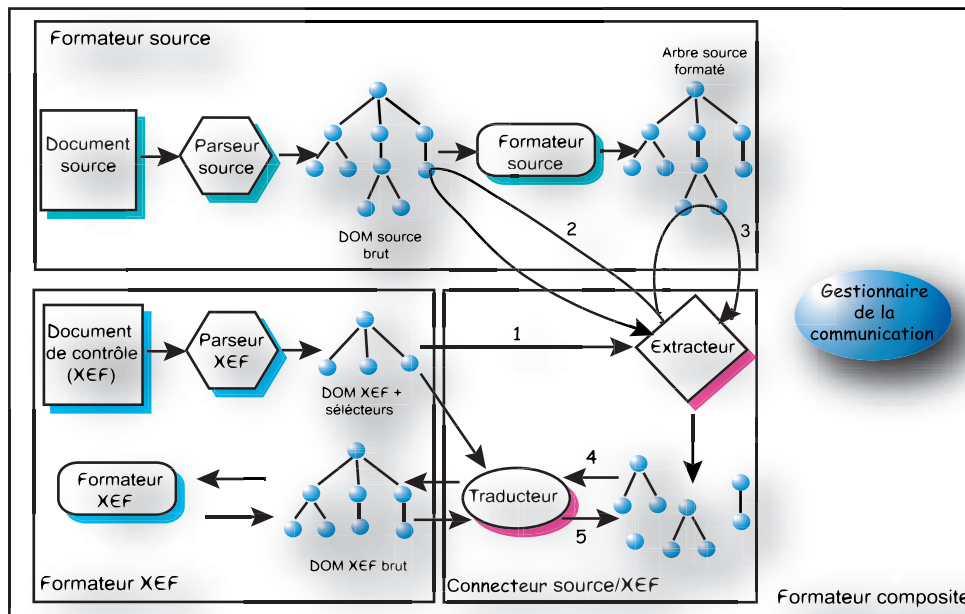 Formateur source
Document
source
Parseur
source
DOM source
brut
Formateur
source
Arbre source
formaté
2
3
Gestionnaire
de la
communication
Document
de contrôle
(XEF)
Parseur
XEF
DOM XEF +
sélécteurs
1
Extracteur
Formateur
XEF
DOM XEF brut
Traducteur
4
5
Formateur XEF
Connecteur source/XEF
Formateur composite